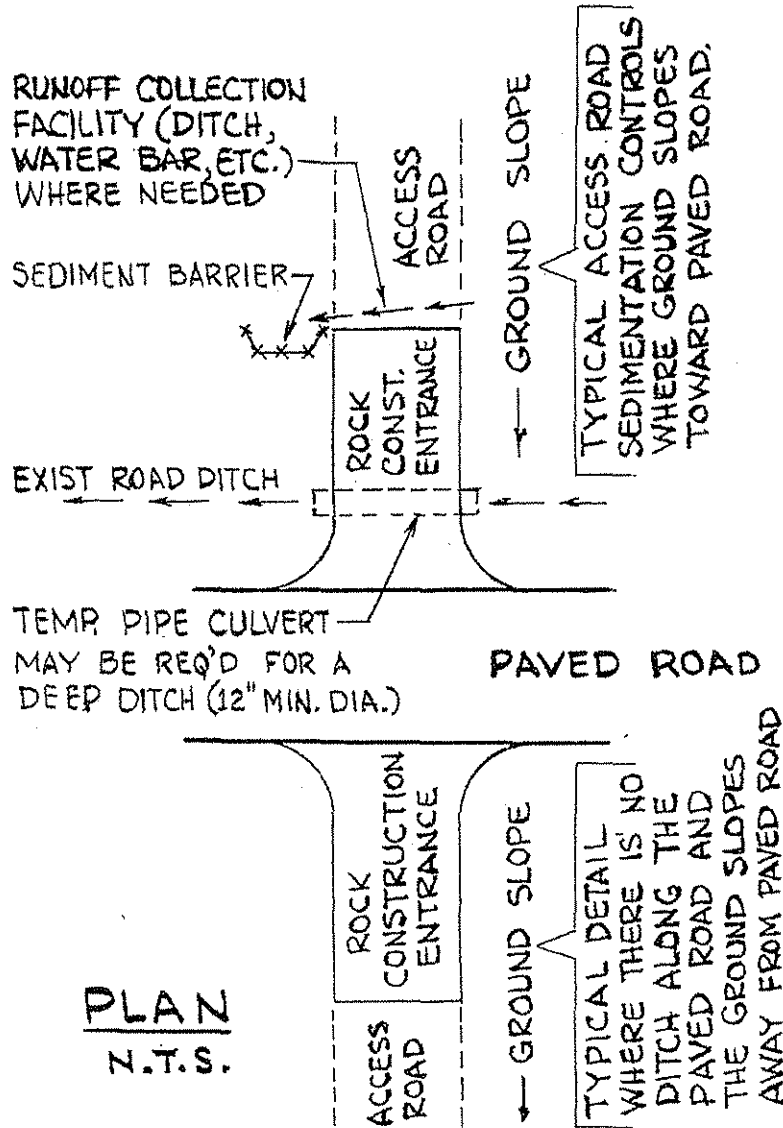 RUNOFF COLLECTION
FACILITY (DITCH,
WATER BAR, ETC.)
WHERE NEEDED
SEDIMENT BARRIER
ACCESS
ROAD
GROUND SLOPE
TYPICAL ACCESS ROAD
SEDIMENTATION CONTROLS
WHERE GROUND SLOPES
TOWARD PAVED ROAD.
ROCK
CONST.
ENTRANCE
EXIST ROAD DITCH
TEMP. PIPE CULVERT
MAY BE REQ'D FOR A
DEEP DITCH (12" MIN. DIA.)
PAVED ROAD
ROCK
CONSTRUCTION
ENTRANCE
GROUND SLOPE
TYPICAL DETAIL
WHERE THERE IS NO
DITCH ALONG THE
PAVED ROAD AND
THE GROUND SLOPES
AWAY FROM PAVED ROAD
PLAN
N.T.S.
ACCESS
ROAD